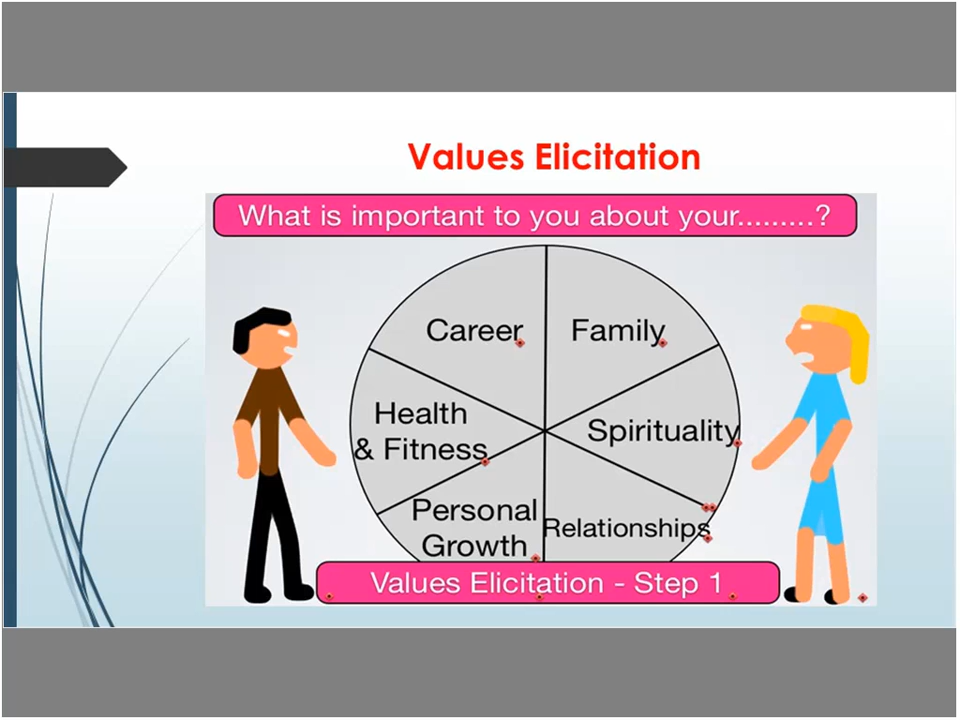 Values Elicitation
What is important to you about your.........?
Career
Family
Health
& Fitness
Spirituality
Personal
Growth
Relationships
Values Elicitation - Step 1